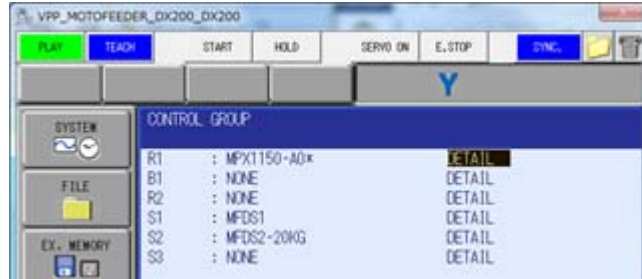 VPP_MOTOFEEDER_DX200_DX200
PLAY TEACH START HOLD SERVO ON E.STOP SYNC.
Y
SYSTEM
FILE
EX. MEMORY
CONTROL GROUP
R1 : MPX1150-A0* DETAIL
B1 : NONE DETAIL
R2 : NONE DETAIL
S1 : MFDS1 DETAIL
S2 : MFDS2-20KG DETAIL
S3 : NONE DETAIL